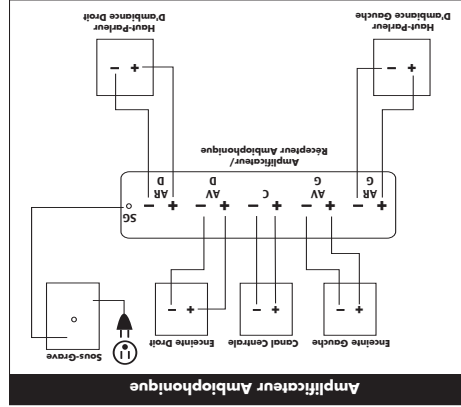 Amplificateur Ambiophonique
Enceinte Gauche
Canal Centrale
Enceinte Droit
Sous-Grave
+ −
+ −
+ −
SG
+ − + − + − + − + −
AR AV C AV AR
G G D D
Amplificateur/
Récepteur Ambiophonique
+ −
+ −
Haut-Parleur
D'ambiance Gauche
Haut-Parleur
D'ambiance Droit